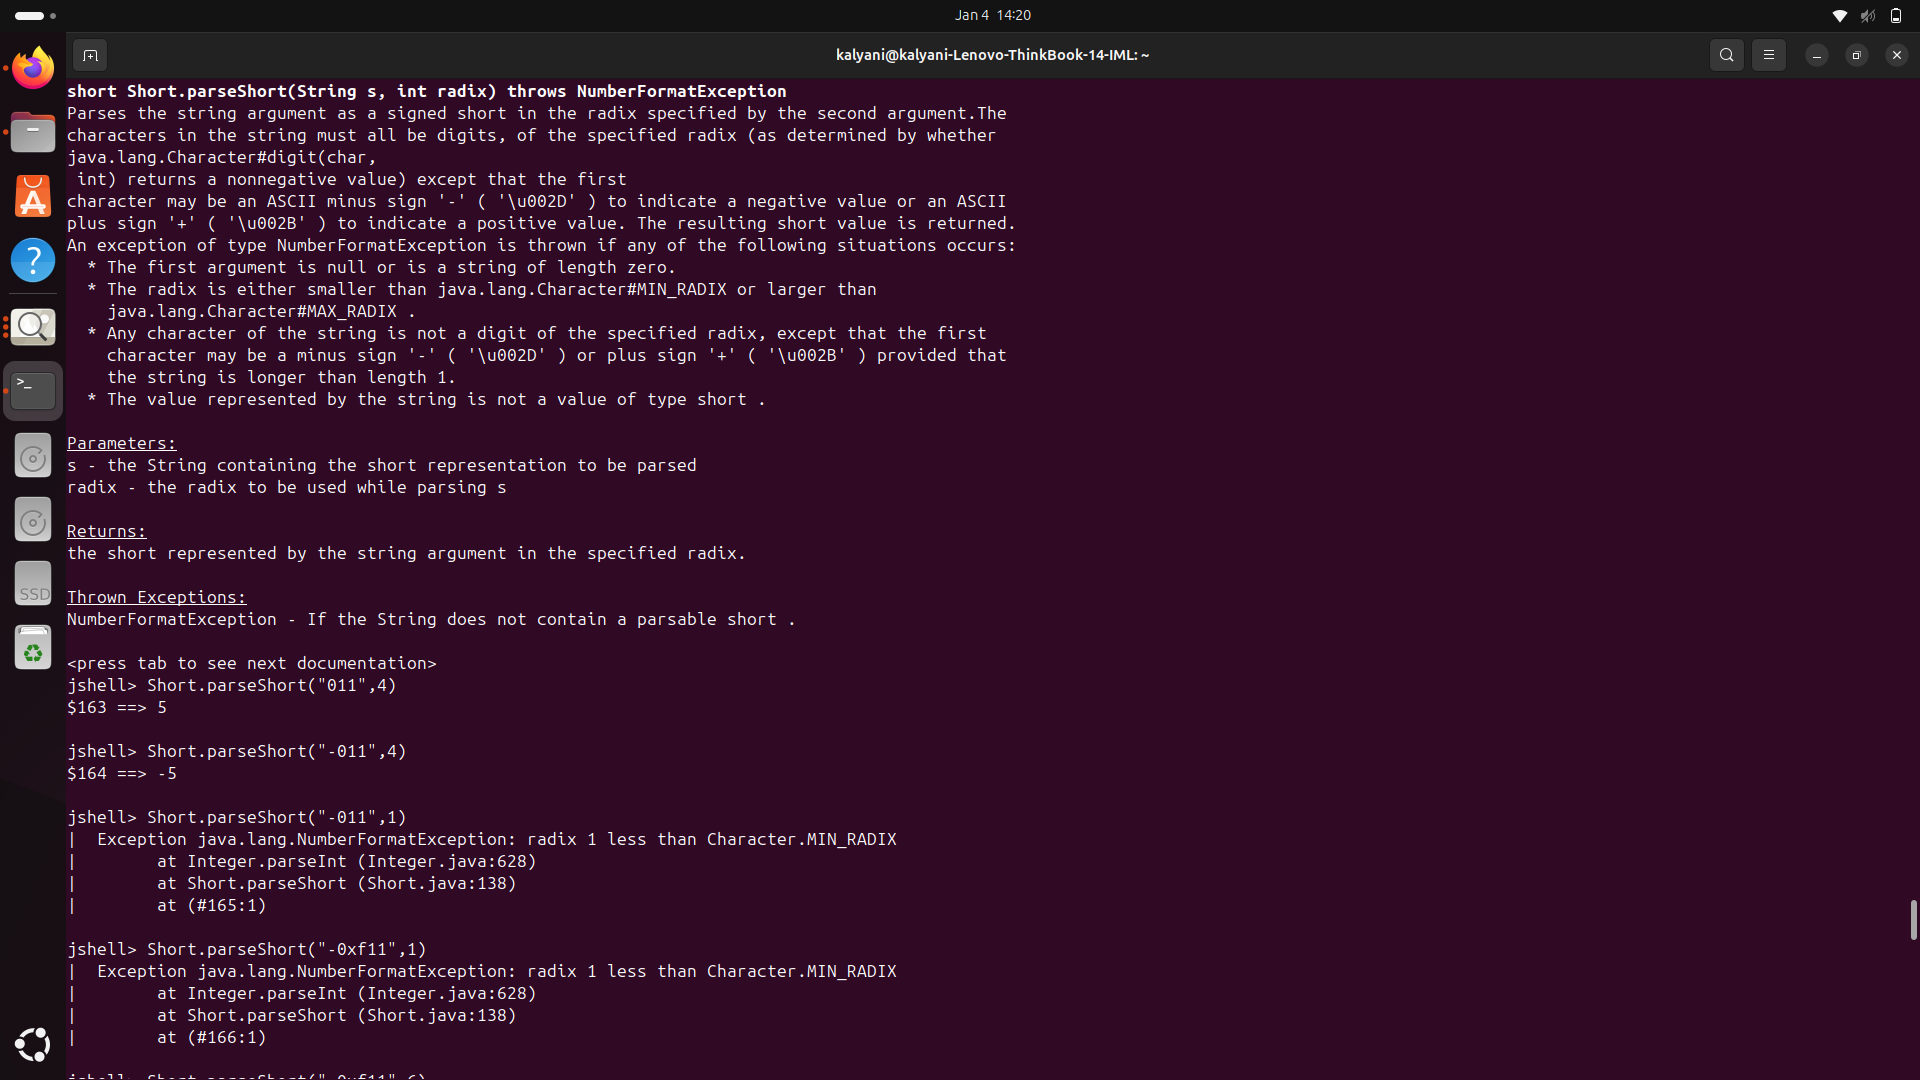 Jan 4 14:20
kalyani@kalyani-Lenovo-ThinkBook-14-IML: ~
short Short.parseShort(String s, int radix) throws NumberFormatException
Parses the string argument as a signed short in the radix specified by the second argument.The
characters in the string must all be digits, of the specified radix (as determined by whether
java.lang.Character#digit(char,
 int) returns a nonnegative value) except that the first
character may be an ASCII minus sign '-' ( '\u002D' ) to indicate a negative value or an ASCII
plus sign '+' ( '\u002B' ) to indicate a positive value. The resulting short value is returned.
An exception of type NumberFormatException is thrown if any of the following situations occurs:
  * The first argument is null or is a string of length zero.
  * The radix is either smaller than java.lang.Character#MIN_RADIX or larger than
    java.lang.Character#MAX_RADIX .
  * Any character of the string is not a digit of the specified radix, except that the first
    character may be a minus sign '-' ( '\u002D' ) or plus sign '+' ( '\u002B' ) provided that
    the string is longer than length 1.
  * The value represented by the string is not a value of type short .
Parameters:
s - the String containing the short representation to be parsed
radix - the radix to be used while parsing s
Returns:
the short represented by the string argument in the specified radix.
SSD
Thrown Exceptions:
NumberFormatException - If the String does not contain a parsable short .
<press tab to see next documentation>
jshell> Short.parseShort("011",4)
$163 ==> 5
jshell> Short.parseShort("-011",4)
$164 ==> -5
jshell> Short.parseShort("-011",1)
|  Exception java.lang.NumberFormatException: radix 1 less than Character.MIN_RADIX
|        at Integer.parseInt (Integer.java:628)
|        at Short.parseShort (Short.java:138)
|        at (#165:1)
jshell> Short.parseShort("-0xf11",1)
|  Exception java.lang.NumberFormatException: radix 1 less than Character.MIN_RADIX
|        at Integer.parseInt (Integer.java:628)
|        at Short.parseShort (Short.java:138)
|        at (#166:1)
jshell> Short.parseShort("-0xf11",6)